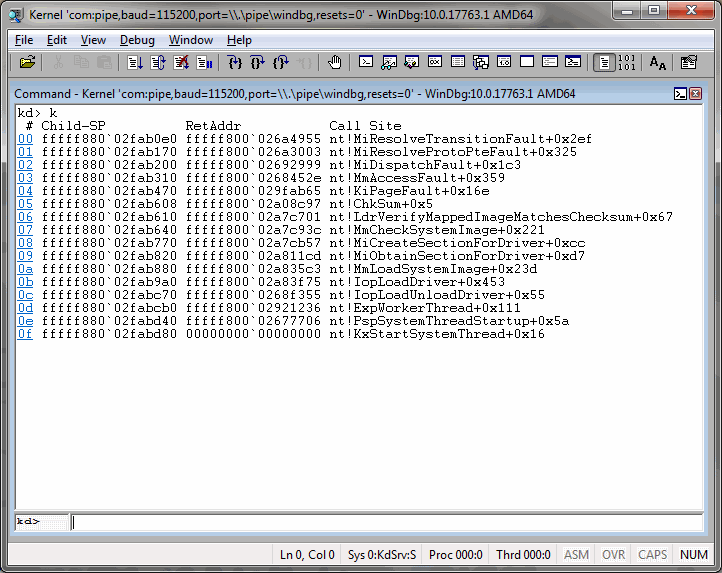 Kernel 'com:pipe,baud=115200,port=\\.\pipe\windbg,resets=0' - WinDbg:10.0.17763.1 AMD64
File Edit View Debug Window Help
Command - Kernel 'com:pipe,baud=115200,port=\\.\pipe\windbg,resets=0' - WinDbg:10.0.17763.1 AMD64
kd> k
 # Child-SP          RetAddr           Call Site
00 fffff880`02fab0e0 fffff800`026a4955 nt!MiResolveTransitionFault+0x2ef
01 fffff880`02fab170 fffff800`026a3003 nt!MiResolveProtoPteFault+0x325
02 fffff880`02fab200 fffff800`02692999 nt!MiDispatchFault+0x1c3
03 fffff880`02fab310 fffff800`0268452e nt!MmAccessFault+0x359
04 fffff880`02fab470 fffff800`029fab65 nt!KiPageFault+0x16e
05 fffff880`02fab608 fffff800`02a08c97 nt!ChkSum+0x5
06 fffff880`02fab610 fffff800`02a7c701 nt!LdrVerifyMappedImageMatchesChecksum+0x67
07 fffff880`02fab640 fffff800`02a7c93c nt!MmCheckSystemImage+0x221
08 fffff880`02fab770 fffff800`02a7cb57 nt!MiCreateSectionForDriver+0xcc
09 fffff880`02fab820 fffff800`02a811cd nt!MiObtainSectionForDriver+0xd7
0a fffff880`02fab880 fffff800`02a835c3 nt!MmLoadSystemImage+0x23d
0b fffff880`02fab9a0 fffff800`02a83f75 nt!IopLoadDriver+0x453
0c fffff880`02fabc70 fffff800`0268f355 nt!IopLoadUnloadDriver+0x55
0d fffff880`02fabcb0 fffff800`02921236 nt!ExpWorkerThread+0x111
0e fffff880`02fabd40 fffff800`02677706 nt!PspSystemThreadStartup+0x5a
0f fffff880`02fabd80 00000000`00000000 nt!KxStartSystemThread+0x16
kd>
Ln 0, Col 0 Sys 0:KdSrv:S Proc 000:0 Thrd 000:0 ASM OVR CAPS NUM